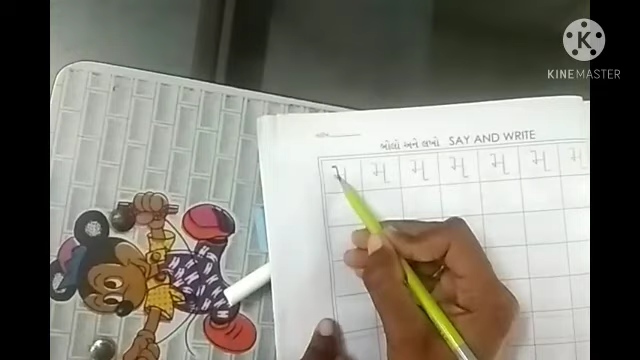 KINEMASTER
બોલો અને લખો SAY AND WRITE
મ મ મ મ મ મ